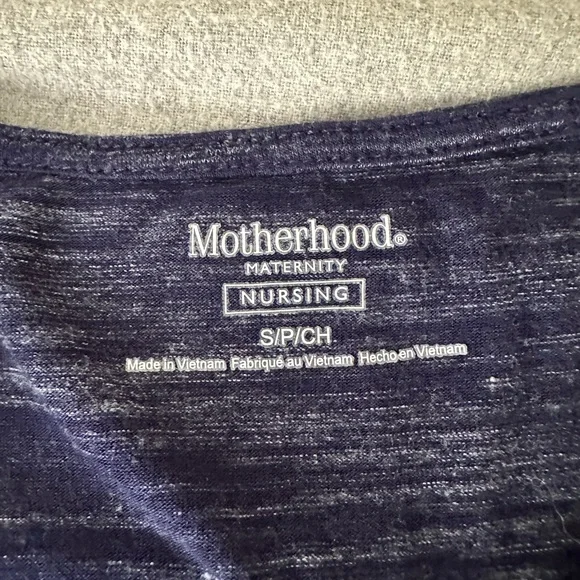 Motherhood®
MATERNITY
NURSING
S/P/CH
Made in Vietnam Fabriqué au Vietnam Hecho en Vietnam